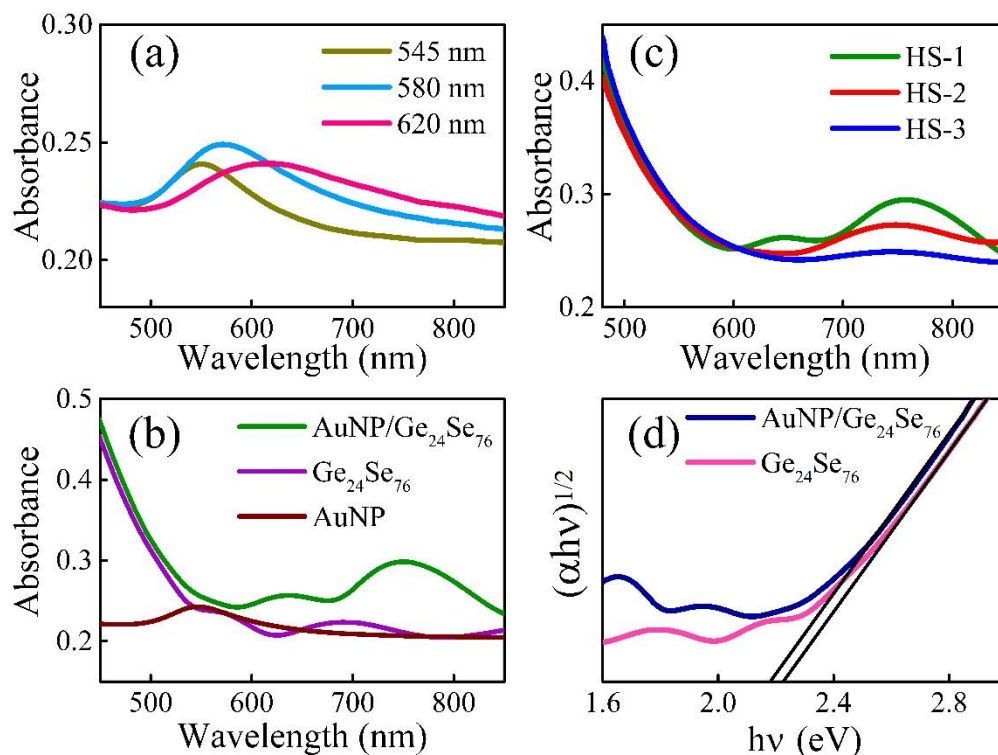 (a)
545 nm
580 nm
620 nm
0.30
0.25
0.20
Absorbance
500 600 700 800
Wavelength (nm)
(c)
HS-1
HS-2
HS-3
0.4
0.3
0.2
Absorbance
500 600 700 800
Wavelength (nm)
(b)
AuNP/Ge₂₄Se₇₆
Ge₂₄Se₇₆
AuNP
0.5
0.4
0.3
0.2
Absorbance
500 600 700 800
Wavelength (nm)
(d)
AuNP/Ge₂₄Se₇₆
Ge₂₄Se₇₆
(αhν)1/2
1.6 2.0 2.4 2.8
hν (eV)